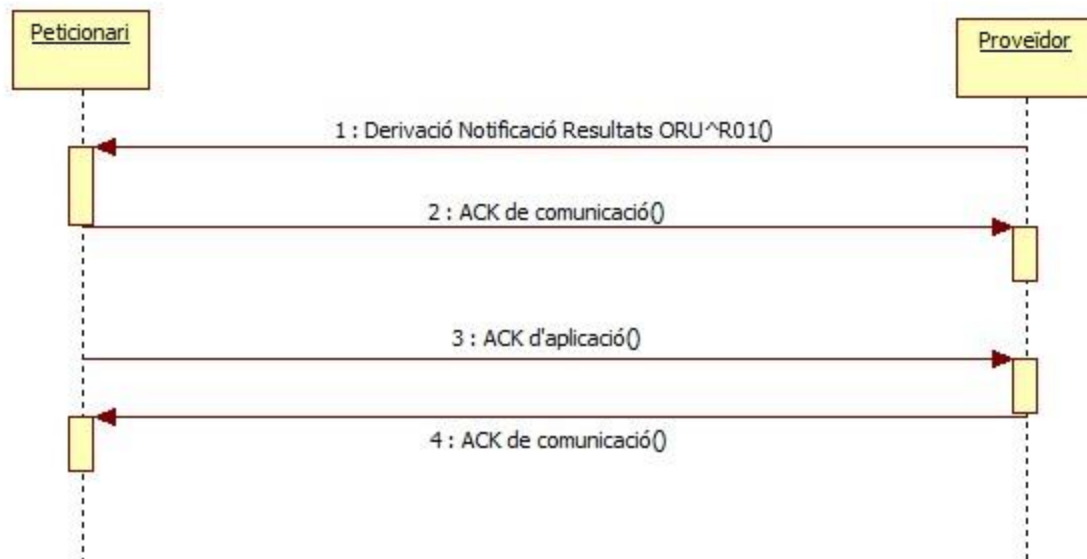 Peticionari
Proveïdor
1 : Derivació Notificació Resultats ORU^R01()
2 : ACK de comunicació()
3 : ACK d'aplicació()
4 : ACK de comunicació()